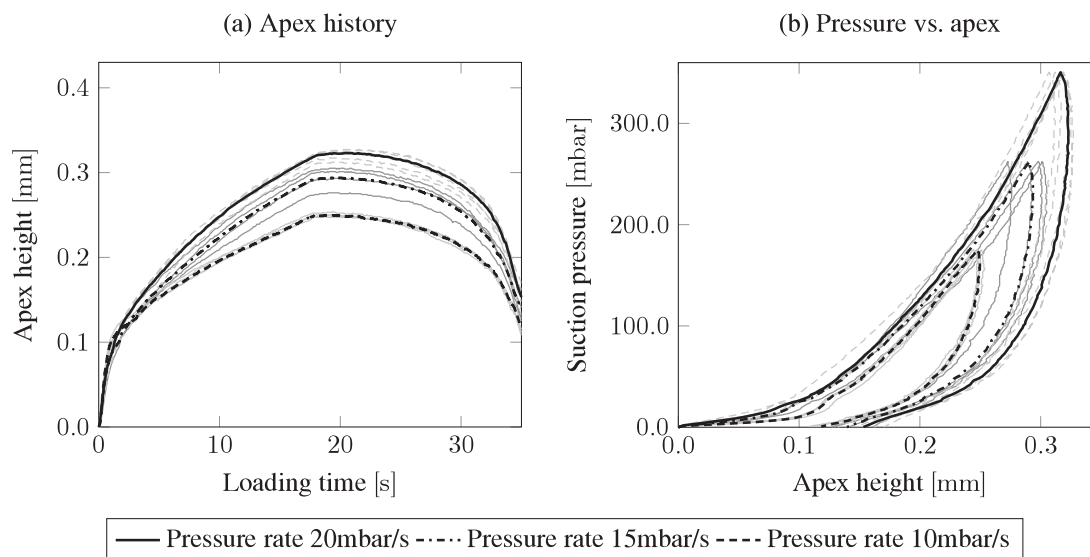 (a) Apex history
(b) Pressure vs. apex
0.4
0.3
0.2
0.1
0.0
0
10
20
30
Apex height [mm]
Loading time [s]
300.0
200.0
100.0
0.0
0.0
0.1
0.2
0.3
Suction pressure [mbar]
Apex height [mm]
Pressure rate 20mbar/s
Pressure rate 15mbar/s
Pressure rate 10mbar/s